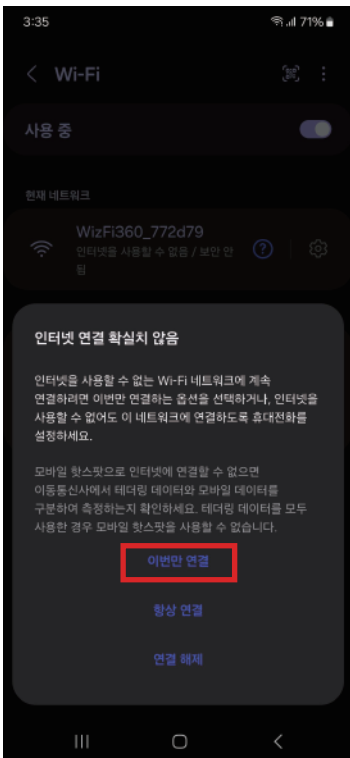 3:35
71%
Wi-Fi
사용 중
현재 네트워크
WizFi360_772d79
인터넷을 사용할 수 없음 / 보안 안
됨
인터넷 연결 확실치 않음
인터넷을 사용할 수 없는 Wi-Fi 네트워크에 계속
연결하려면 이번만 연결하는 옵션을 선택하거나, 인터넷을
사용할 수 없어도 이 네트워크에 연결하도록 휴대전화를
설정하세요.
모바일 핫스팟으로 인터넷에 연결할 수 없으면
이동통신사에서 테더링 데이터와 모바일 데이터를
구분하여 측정하는지 확인하세요. 테더링 데이터를 모두
사용한 경우 모바일 핫스팟을 사용할 수 없습니다.
이번만 연결
항상 연결
연결 해제